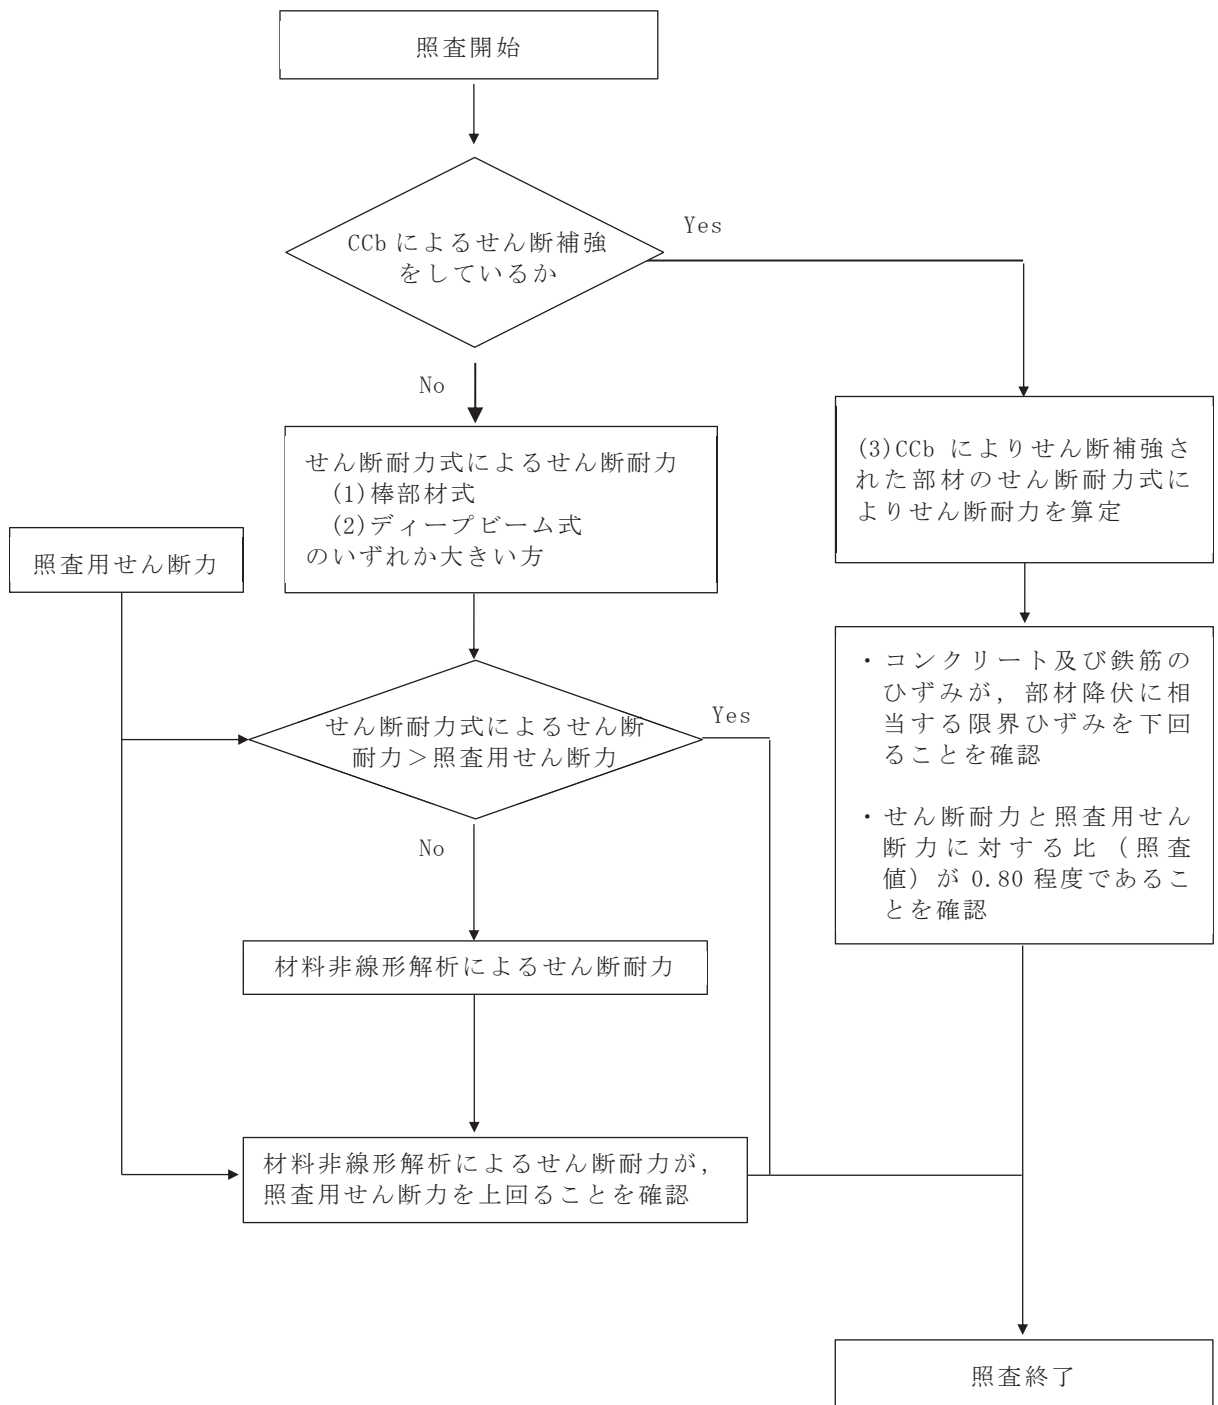 照査開始
CCb によるせん断補強
をしているか
Yes
No
せん断耐力式によるせん断耐力
(1)棒部材式
(2)ディープビーム式
のいずれか大きい方
(3)CCb によりせん断補強さ
れた部材のせん断耐力式に
よりせん断耐力を算定
照査用せん断力
・コンクリート及び鉄筋の
ひずみが，部材降伏に相
当する限界ひずみを下回
ることを確認
・せん断耐力と照査用せん
断力に対する比（照査
値）が 0.80 程度であるこ
とを確認
せん断耐力式によるせん断
耐力＞照査用せん断力
Yes
No
材料非線形解析によるせん断耐力
材料非線形解析によるせん断耐力が，
照査用せん断力を上回ることを確認
照査終了